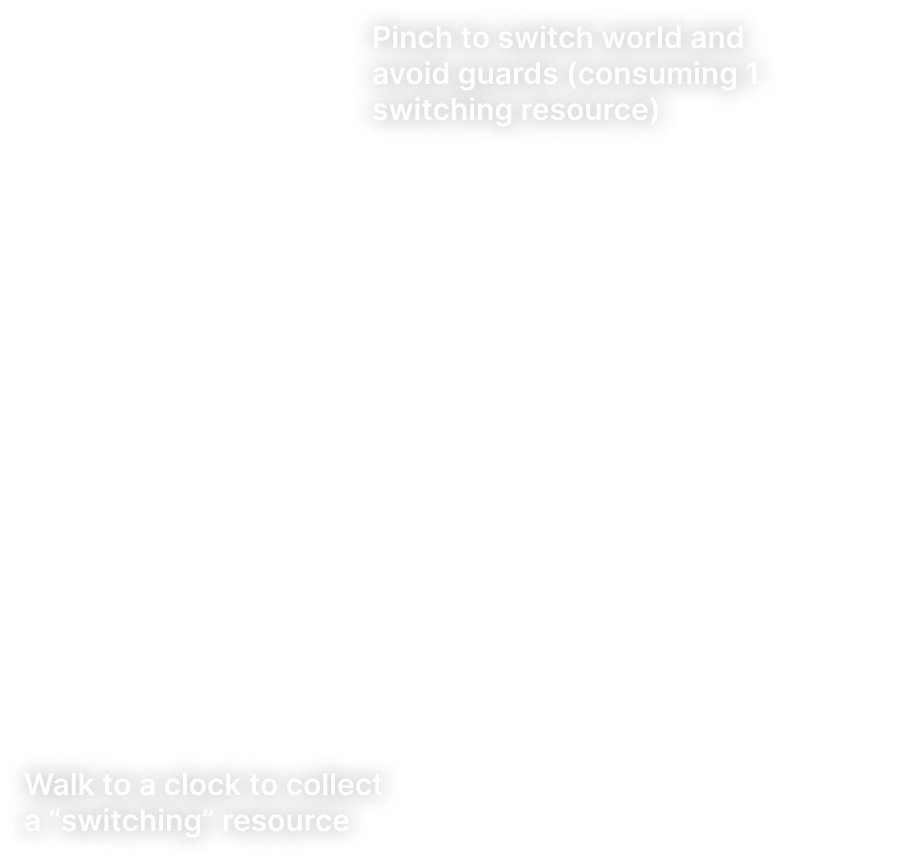 Pinch to switch world and
avoid guards (consuming 1
switching resource)
Walk to a clock to collect
a “switching” resource